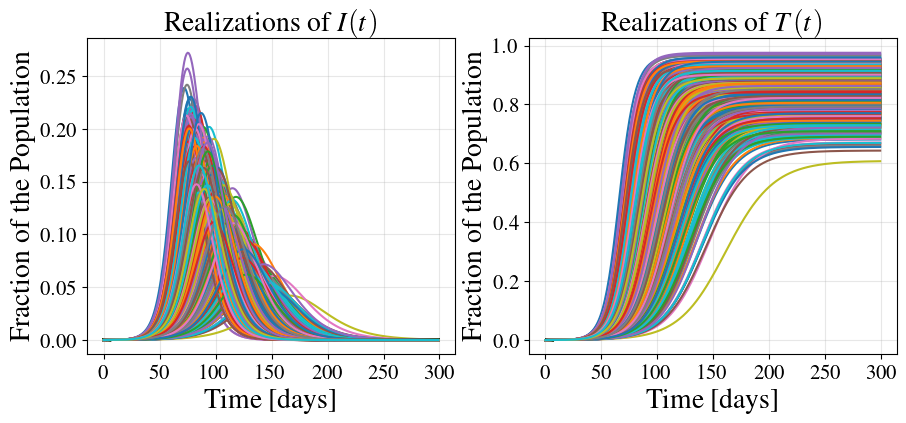 Realizations of I(t)
Fraction of the Population
0.25
0.20
0.15
0.10
0.05
0.00
0 50 100 150 200 250 300
Time [days]
Realizations of T(t)
Fraction of the Population
1.0
0.8
0.6
0.4
0.2
0.0
0 50 100 150 200 250 300
Time [days]